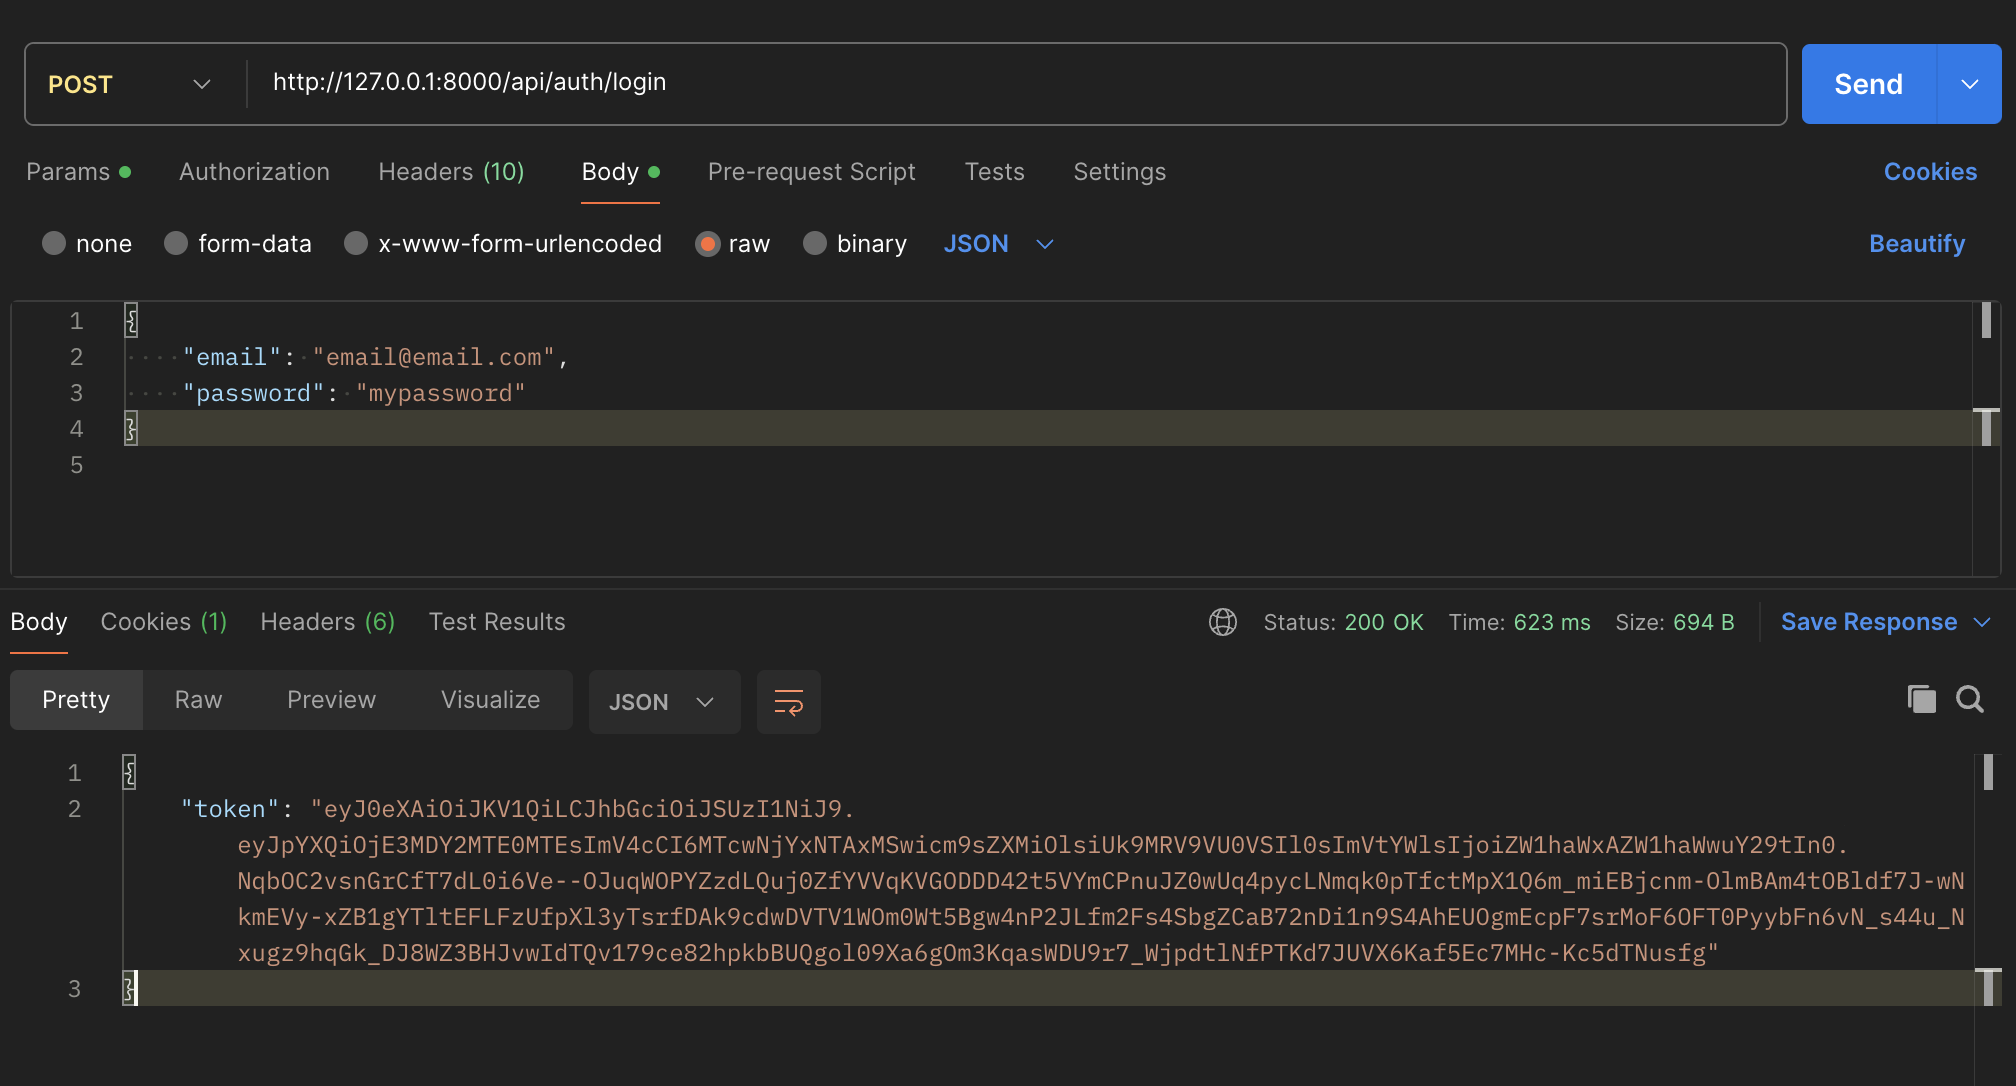 POST
http://127.0.0.1:8000/api/auth/login
Send
Params
Authorization
Headers (10)
Body
Pre-request Script
Tests
Settings
Cookies
none
form-data
x-www-form-urlencoded
raw
binary
JSON
Beautify
1 {
2 "email": "email@email.com",
3 "password": "mypassword"
4 }
5
Body
Cookies (1)
Headers (6)
Test Results
Status: 200 OK
Time: 623 ms
Size: 694 B
Save Response
Pretty
Raw
Preview
Visualize
JSON
1 {
2 "token": "eyJ0eXAiOiJKV1QiLCJhbGciOiJSUzI1NiJ9.
eyJpYXQiOjE3MDY2MTE0MTEsImV4cCI6MTcwNjYxNTAxMSwicm9sZXMiOlsiUk9MRV9VU0VSIl0sImVtYWlsIjoiZW1haWxAZW1haWwuY29tIn0.
NqbOC2vsnGrCfT7dL0i6Ve--OJuqWOPYZzdLQuj0ZfYVVqKVGODDD42t5VYmCPnuJZ0wUq4pycLNmqk0pTfctMpX1Q6m_miEBjcnm-OlmBAm4tOBldf7J-wN
kmEVy-xZB1gYTltEFLFzUfpXl3yTsrfDAk9cdwDVTV1WOm0Wt5Bgw4nP2JLfm2Fs4SbgZCaB72nDi1n9S4AhEUOgmEcpF7srMoF6OFT0PyybFn6vN_s44u_N
xugz9hqGk_DJ8WZ3BHJvwIdTQv179ce82hpkbBUQgol09Xa6gOm3KqasWDU9r7_WjpdtlNfPTKd7JUVX6Kaf5Ec7MHc-Kc5dTNusfg"
3 }